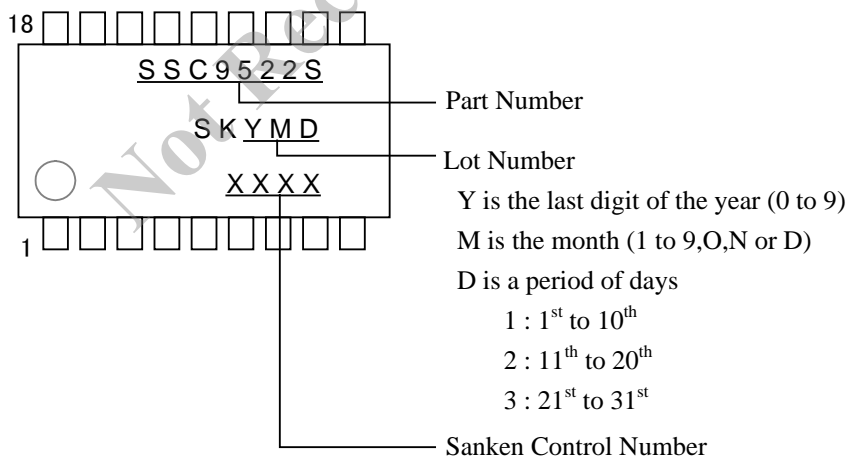 18
SSC9522S
Part Number
SKYMD
Lot Number
Y is the last digit of the year (0 to 9)
XXXX
M is the month (1 to 9,O,N or D)
1
D is a period of days
1 : 1st to 10th
2 : 11th to 20th
3 : 21st to 31st
Sanken Control Number
Not Rec